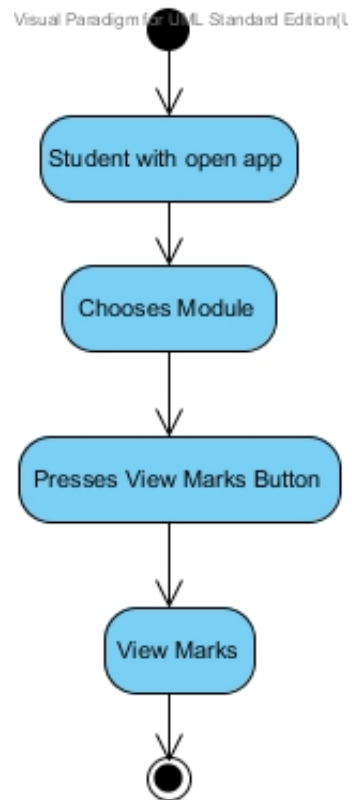 Visual Paradigm for UML Standard Edition(U
Student with open app
Chooses Module
Presses View Marks Button
View Marks